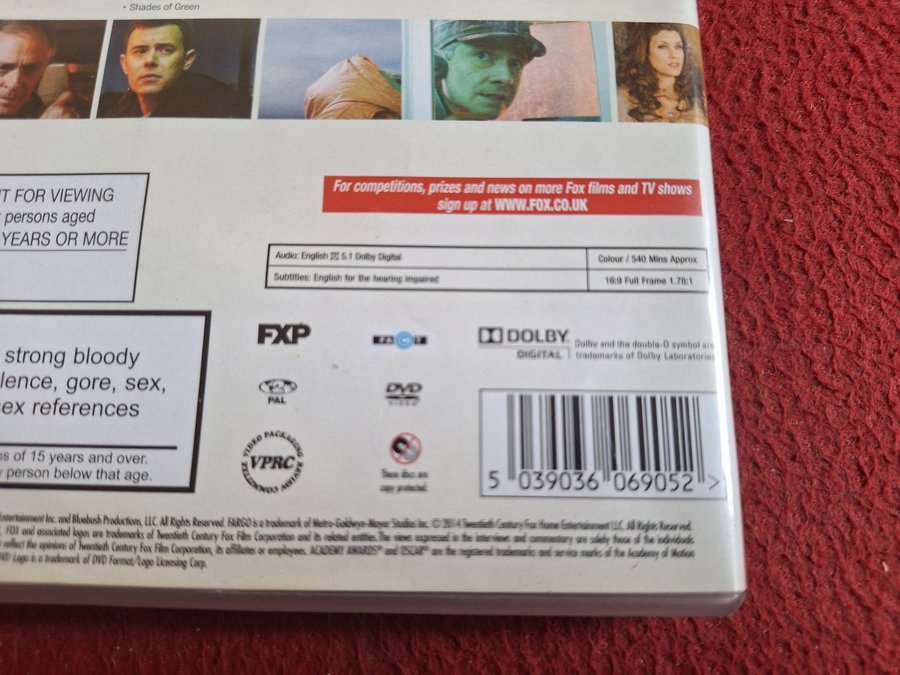 • Shades of Green
T FOR VIEWING
persons aged
YEARS OR MORE
For competitions, prizes and news on more Fox films and TV shows
sign up at WWW.FOX.CO.UK
Audio: English 5.1 Dolby Digital
Colour / 540 Mins Approx
Subtitles: English for the hearing impaired
16:9 Full Frame 1.78:1
strong bloody
lence, gore, sex,
sex references
s of 15 years and over.
person below that age.
FXP
FACT
DOLBY
DIGITAL
Dolby and the double-D symbol are
trademarks of Dolby Laboratories
2
PAL
DVD
VIDEO
VIDEO PACKAGING REVIEW COMMITTEE
VPRC
These discs are
copy protected.
5 039036 069052 >
Entertainment Inc. and Bluebush Productions, LLC. All Rights Reserved. FARGO is a trademark of Metro-Goldwyn-Mayer Studios Inc. © 2014 Twentieth Century Fox Home Entertainment LLC. All Rights Reserved.
FOX and associated logos are trademarks of Twentieth Century Fox Film Corporation and its related entities. The views expressed in the interviews and commentary are solely those of the individuals
reflect the opinions of Twentieth Century Fox Film Corporation, its affiliates or employees. ACADEMY AWARDS® and OSCAR® are the registered trademarks and service marks of the Academy of Motion
DVD Logo is a trademark of DVD Format/Logo Licensing Corp.